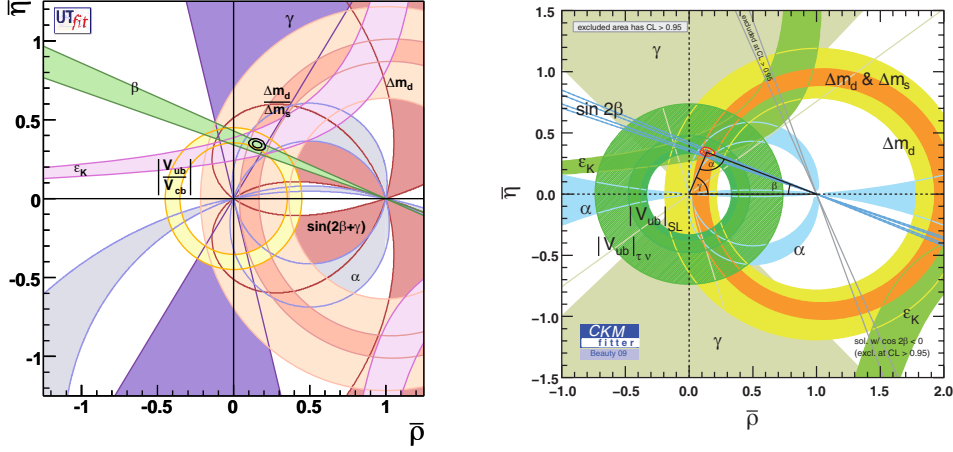 η̄
UT
fit
γ
β
Δm_d
Δm_s
Δm_d
ε_K
|V_ub|
|V_cb|
sin(2β+γ)
α
1
0.5
0
-0.5
-1
-1
-0.5
0
0.5
1
ρ̄
η̄
1.5
1.0
0.5
0.0
-0.5
-1.0
-1.5
excluded area has CL > 0.95
excluded at CL > 0.95
γ
Δm_d & Δm_s
sin 2β
Δm_d
ε_K
α
γ
β
α
|V_ub|_SL
|V_ub|_τν
α
ε_K
CKM
fitter
Beauty 09
γ
sol. w/ cos 2β < 0
(excl. at CL > 0.95)
-1.0 -0.5 0.0 0.5 1.0 1.5 2.0
ρ̄